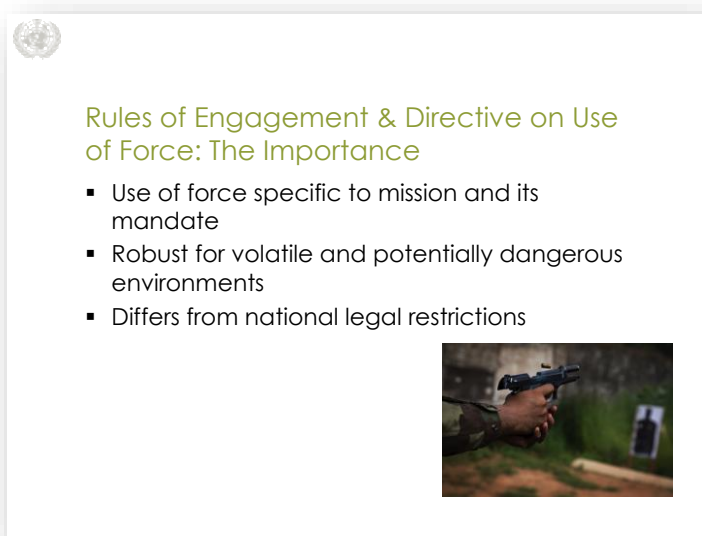 Rules of Engagement & Directive on Use
of Force: The Importance
▪ Use of force specific to mission and its
mandate
▪ Robust for volatile and potentially dangerous
environments
▪ Differs from national legal restrictions